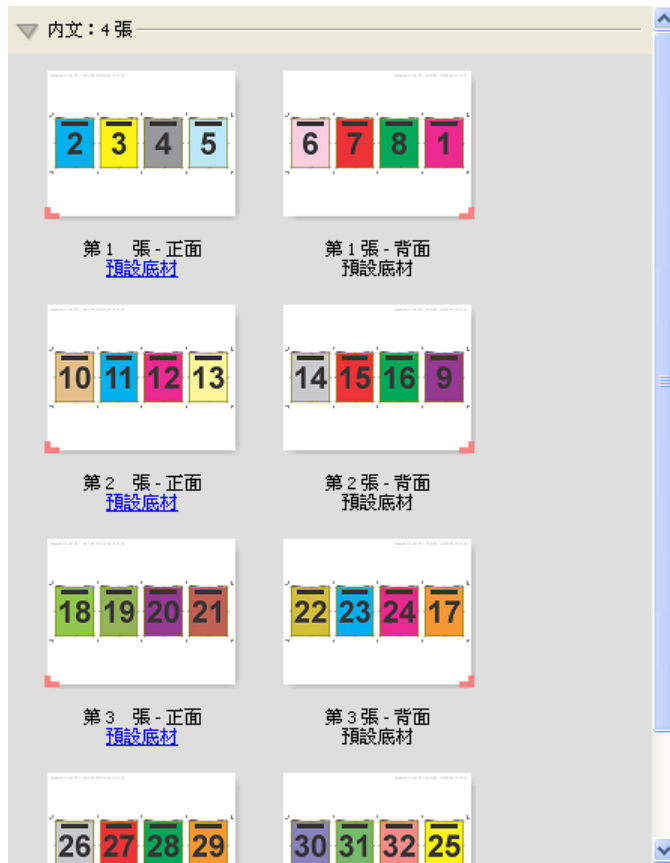 內文：4 張
2 3 4 5
6 7 8 1
第 1 張 - 正面
預設底材
第 1 張 - 背面
預設底材
10 11 12 13
14 15 16 9
第 2 張 - 正面
預設底材
第 2 張 - 背面
預設底材
18 19 20 21
22 23 24 17
第 3 張 - 正面
預設底材
第 3 張 - 背面
預設底材
26 27 28 29
30 31 32 25